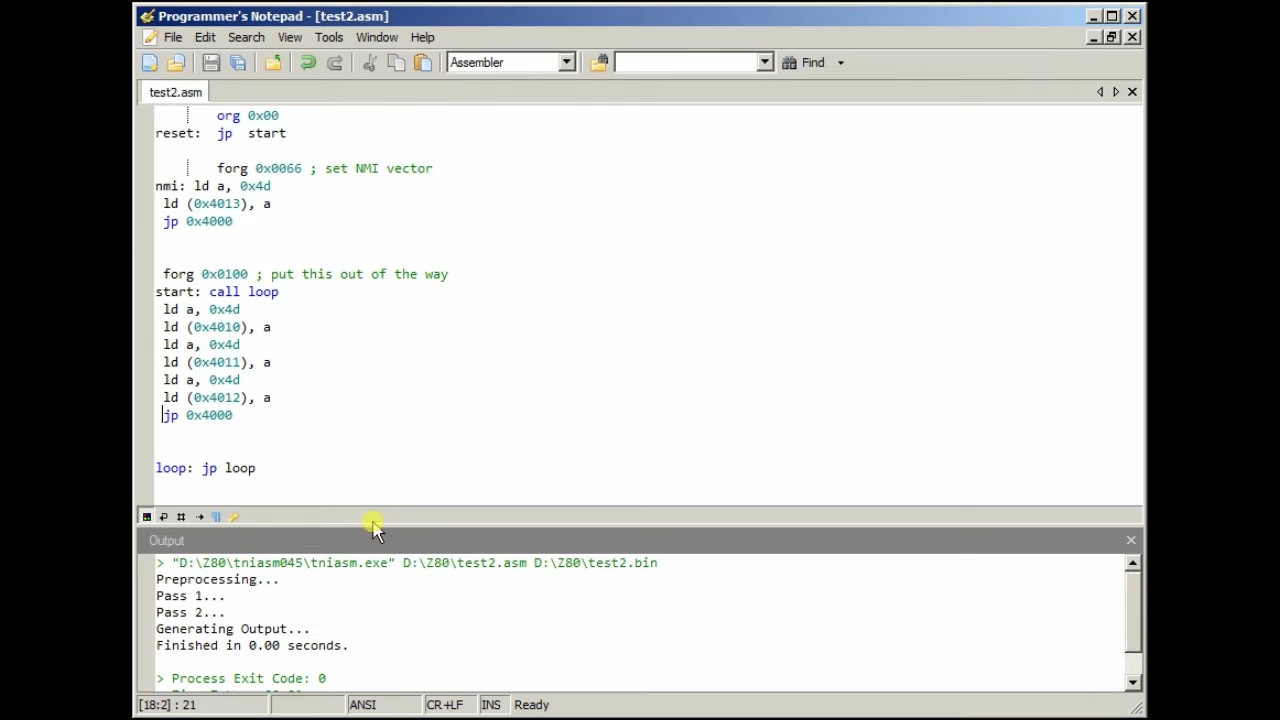 Programmer's Notepad - [test2.asm]
File Edit Search View Tools Window Help
Assembler Find
test2.asm
org 0x00
reset: jp start
forg 0x0066 ; set NMI vector
nmi: ld a, 0x4d
ld (0x4013), a
jp 0x4000
forg 0x0100 ; put this out of the way
start: call loop
ld a, 0x4d
ld (0x4010), a
ld a, 0x4d
ld (0x4011), a
ld a, 0x4d
ld (0x4012), a
jp 0x4000
loop: jp loop
Output
> "D:\Z80\tniasm045\tniasm.exe" D:\Z80\test2.asm D:\Z80\test2.bin
Preprocessing...
Pass 1...
Pass 2...
Generating Output...
Finished in 0.00 seconds.
> Process Exit Code: 0
[18:2] : 21 ANSI CR+LF INS Ready